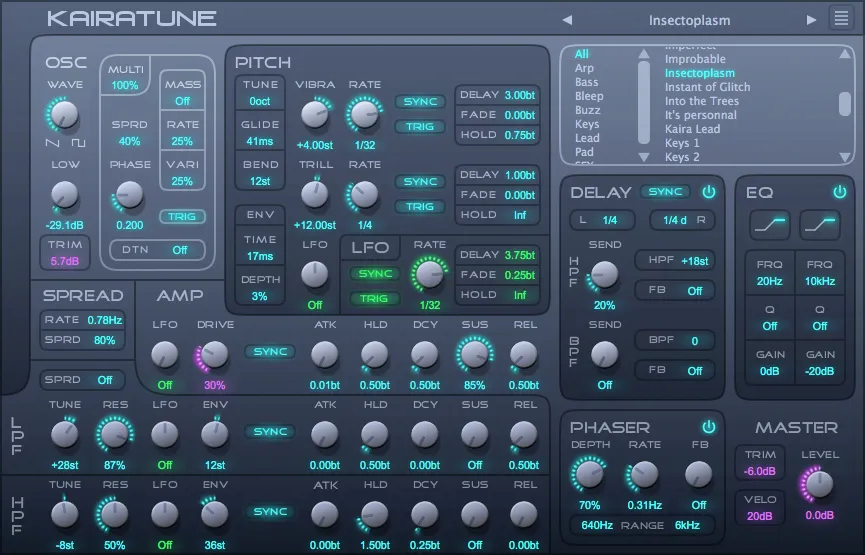 KAIRATUNE
Insectoplasm
OSC
WAVE
LOW
-29.1dB
TRIM
5.7dB
MULTI
100%
SPRD
40%
PHASE
0.200
MASS
Off
RATE
25%
VARI
25%
TRIG
DTN Off
PITCH
TUNE
0oct
GLIDE
41ms
BEND
12st
ENV
TIME
17ms
DEPTH
3%
VIBRA RATE
SYNC
TRIG
+4.00st 1/32
DELAY 3.00bt
FADE 0.00bt
HOLD 0.75bt
TRILL RATE
SYNC
TRIG
+12.00st 1/4
DELAY 1.00bt
FADE 0.00bt
HOLD Inf
LFO
Off
LFO RATE
SYNC
TRIG
1/32
DELAY 3.75bt
FADE 0.25bt
HOLD Inf
All
Arp
Bass
Bleep
Buzz
Keys
Lead
Pad
Improbable
Insectoplasm
Instant of Glitch
Into the Trees
It's personnal
Kaira Lead
Keys 1
Keys 2
SPREAD
RATE 0.78Hz
SPRD 80%
SPRD Off
AMP
LFO DRIVE SYNC ATK HLD DCY SUS REL
Off 30% 0.01bt 0.50bt 0.50bt 85% 0.50bt
LPF
TUNE RES LFO ENV SYNC ATK HLD DCY SUS REL
+28st 87% Off 12st 0.00bt 0.50bt 0.00bt Off 0.50bt
HPF
TUNE RES LFO ENV SYNC ATK HLD DCY SUS REL
-8st 50% Off 36st 0.00bt 1.50bt 0.25bt Off 0.00bt
DELAY SYNC
L 1/4 1/4 d R
HPF
SEND
20%
HPF +18st
FB Off
BPF
SEND
Off
BPF 0
FB Off
EQ
FRQ FRQ
20Hz 10kHz
Q Q
Off Off
GAIN GAIN
0dB -20dB
PHASER
DEPTH RATE FB
70% 0.31Hz Off
640Hz RANGE 6kHz
MASTER
TRIM
-6.0dB
VELO
20dB
LEVEL
0.0dB